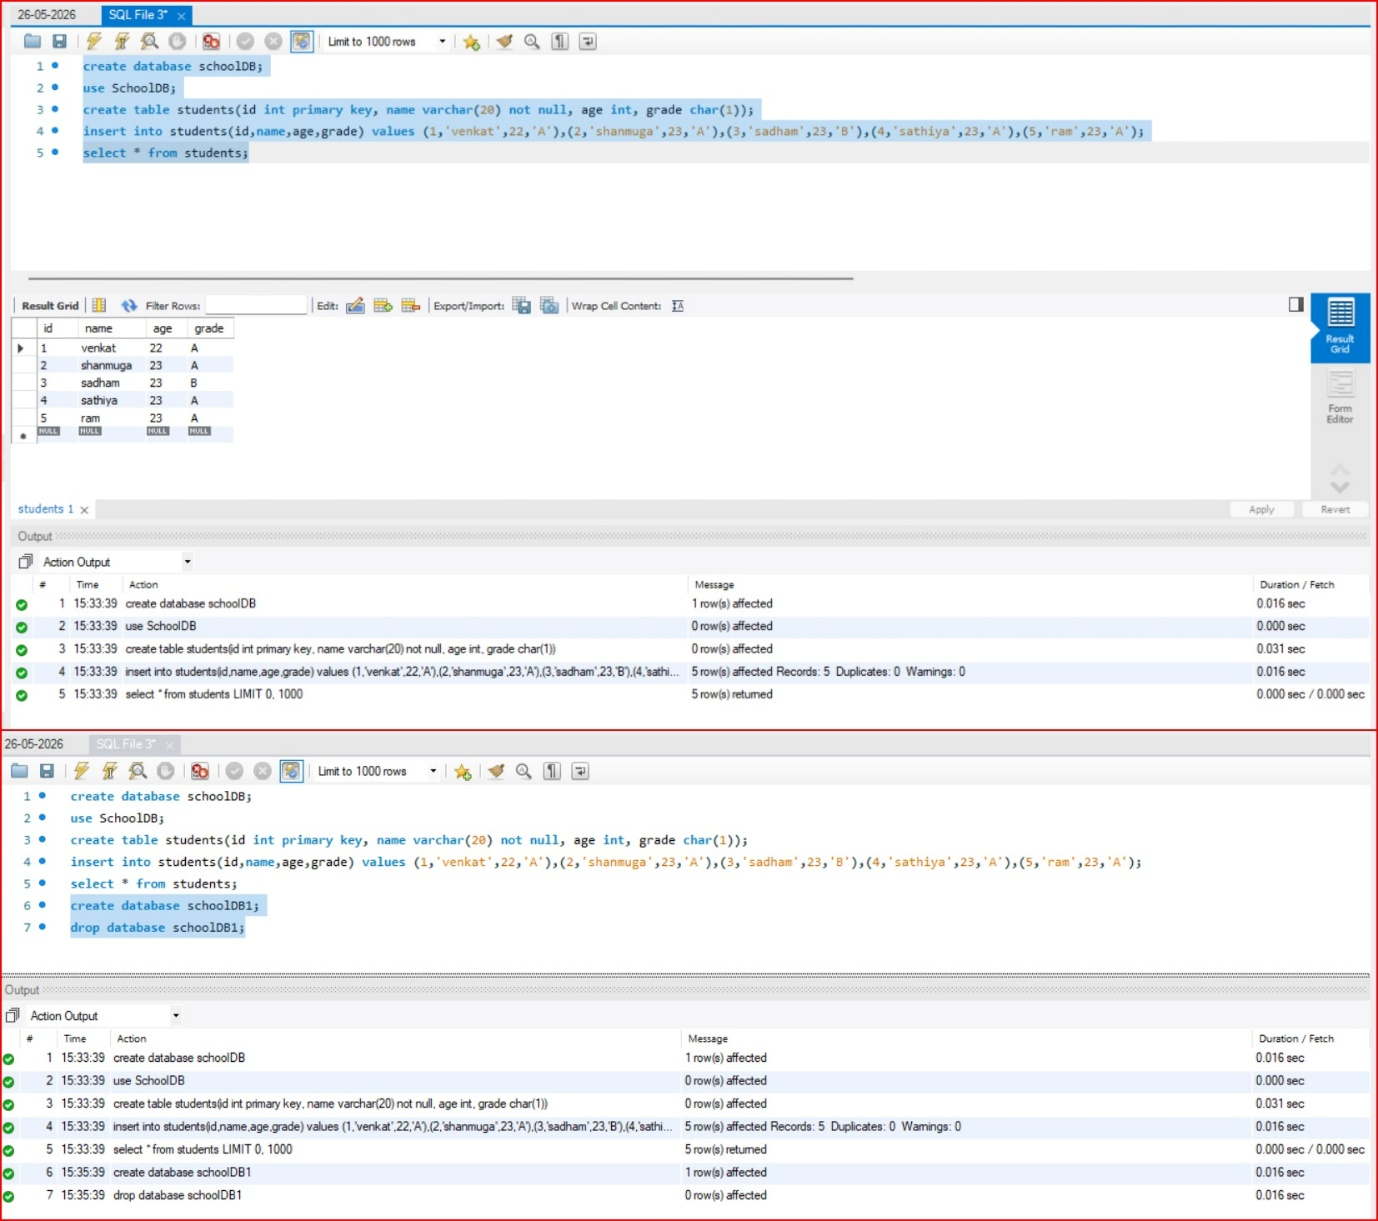 26-05-2026 SQL File 3* ×
Limit to 1000 rows
1 create database schoolDB;
2 use SchoolDB;
3 create table students(id int primary key, name varchar(20) not null, age int, grade char(1));
4 insert into students(id,name,age,grade) values (1,'venkat',22,'A'),(2,'shanmuga',23,'A'),(3,'sadham',23,'B'),(4,'sathiya',23,'A'),(5,'ram',23,'A');
5 select * from students;
Result Grid Filter Rows: Edit: Export/Import: Wrap Cell Content:
id name age grade
1 venkat 22 A
2 shanmuga 23 A
3 sadham 23 B
4 sathiya 23 A
5 ram 23 A
NULL NULL NULL NULL
Result
Grid
Form
Editor
students 1 × Apply Revert
Output
Action Output
# Time Action Message Duration / Fetch
1 15:33:39 create database schoolDB 1 row(s) affected 0.016 sec
2 15:33:39 use SchoolDB 0 row(s) affected 0.000 sec
3 15:33:39 create table students(id int primary key, name varchar(20) not null, age int, grade char(1)) 0 row(s) affected 0.031 sec
4 15:33:39 insert into students(id,name,age,grade) values (1,'venkat',22,'A'),(2,'shanmuga',23,'A'),(3,'sadham',23,'B'),(4,'sathi... 5 row(s) affected Records: 5 Duplicates: 0 Warnings: 0 0.016 sec
5 15:33:39 select * from students LIMIT 0, 1000 5 row(s) returned 0.000 sec / 0.000 sec
26-05-2026 SQL File 3* ×
Limit to 1000 rows
1 create database schoolDB;
2 use SchoolDB;
3 create table students(id int primary key, name varchar(20) not null, age int, grade char(1));
4 insert into students(id,name,age,grade) values (1,'venkat',22,'A'),(2,'shanmuga',23,'A'),(3,'sadham',23,'B'),(4,'sathiya',23,'A'),(5,'ram',23,'A');
5 select * from students;
6 create database schoolDB1;
7 drop database schoolDB1;
Output
Action Output
# Time Action Message Duration / Fetch
1 15:33:39 create database schoolDB 1 row(s) affected 0.016 sec
2 15:33:39 use SchoolDB 0 row(s) affected 0.000 sec
3 15:33:39 create table students(id int primary key, name varchar(20) not null, age int, grade char(1)) 0 row(s) affected 0.031 sec
4 15:33:39 insert into students(id,name,age,grade) values (1,'venkat',22,'A'),(2,'shanmuga',23,'A'),(3,'sadham',23,'B'),(4,'sathi... 5 row(s) affected Records: 5 Duplicates: 0 Warnings: 0 0.016 sec
5 15:33:39 select * from students LIMIT 0, 1000 5 row(s) returned 0.000 sec / 0.000 sec
6 15:35:39 create database schoolDB1 1 row(s) affected 0.016 sec
7 15:35:39 drop database schoolDB1 0 row(s) affected 0.016 sec